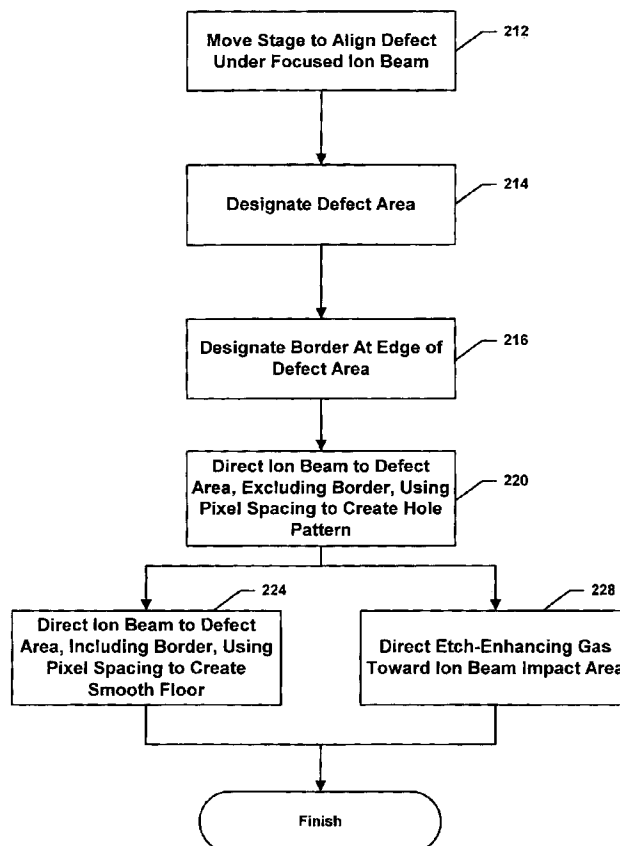 Move Stage to Align Defect
Under Focused Ion Beam
212
Designate Defect Area
214
Designate Border At Edge of
Defect Area
216
Direct Ion Beam to Defect
Area, Excluding Border, Using
Pixel Spacing to Create Hole
Pattern
220
224
Direct Ion Beam to Defect
Area, Including Border, Using
Pixel Spacing to Create
Smooth Floor
228
Direct Etch-Enhancing Gas
Toward Ion Beam Impact Area
Finish